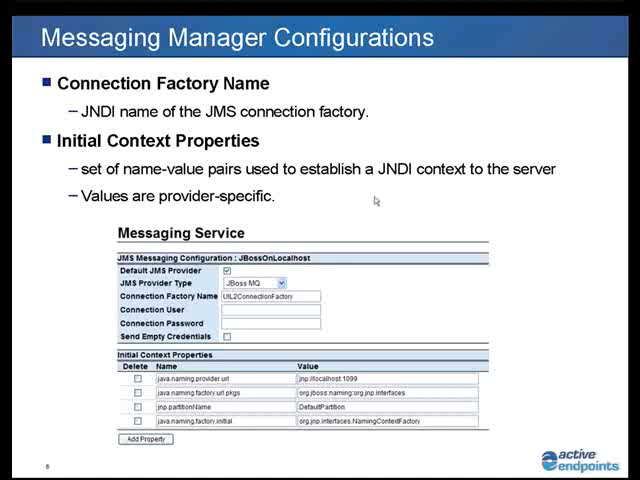 Messaging Manager Configurations
Connection Factory Name
– JNDI name of the JMS connection factory.
Initial Context Properties
– set of name-value pairs used to establish a JNDI context to the server
– Values are provider-specific.
Messaging Service
JMS Messaging Configuration : JBossOnLocalhost
Default JMS Provider
JMS Provider Type JBoss MQ
Connection Factory Name UIL2ConnectionFactory
Connection User
Connection Password
Send Empty Credentials
Initial Context Properties
Delete Name Value
java.naming.provider.url jnp://localhost:1099
java.naming.factory.url.pkgs org.jboss.naming:org.jnp.interfaces
jnp.partitionName DefaultPartition
java.naming.factory.initial org.jnp.interfaces.NamingContextFactory
Add Property
6
active
endpoints